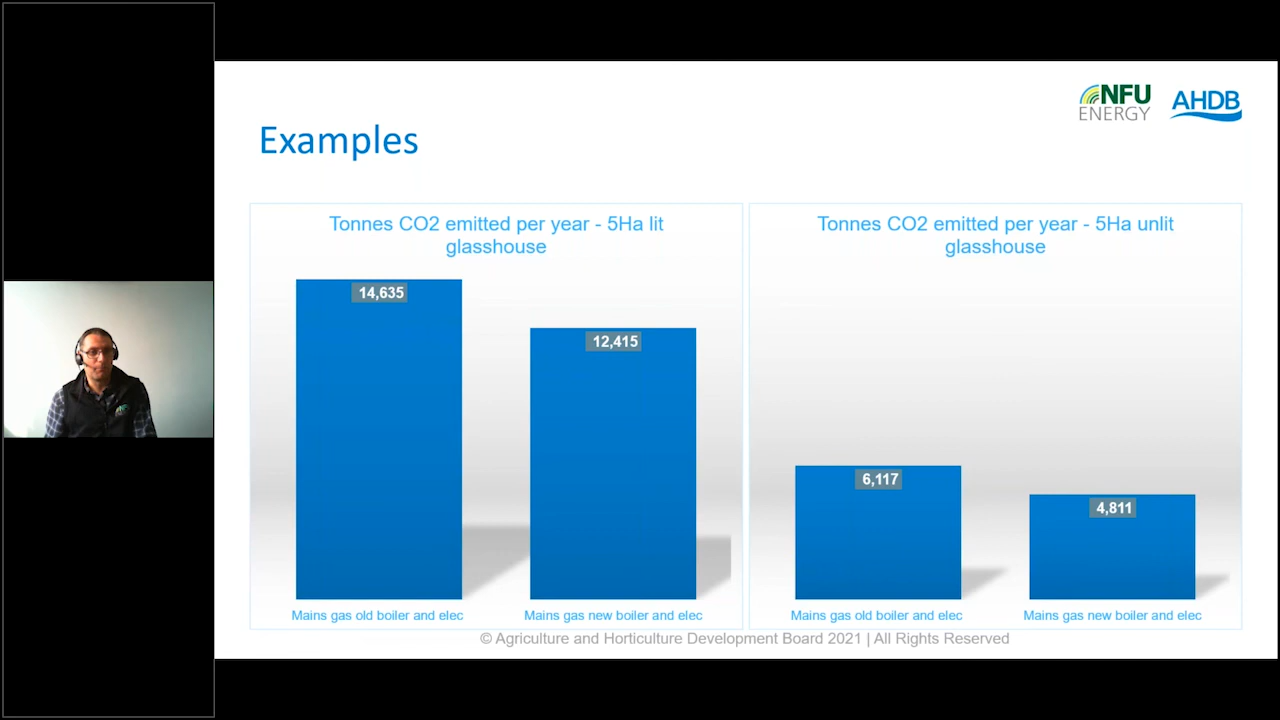 NFU
ENERGY
AHDB
Examples
Tonnes CO2 emitted per year - 5Ha lit
glasshouse
14,635
12,415
Mains gas old boiler and elec
Mains gas new boiler and elec
Tonnes CO2 emitted per year - 5Ha unlit
glasshouse
6,117
4,811
Mains gas old boiler and elec
Mains gas new boiler and elec
© Agriculture and Horticulture Development Board 2021 | All Rights Reserved